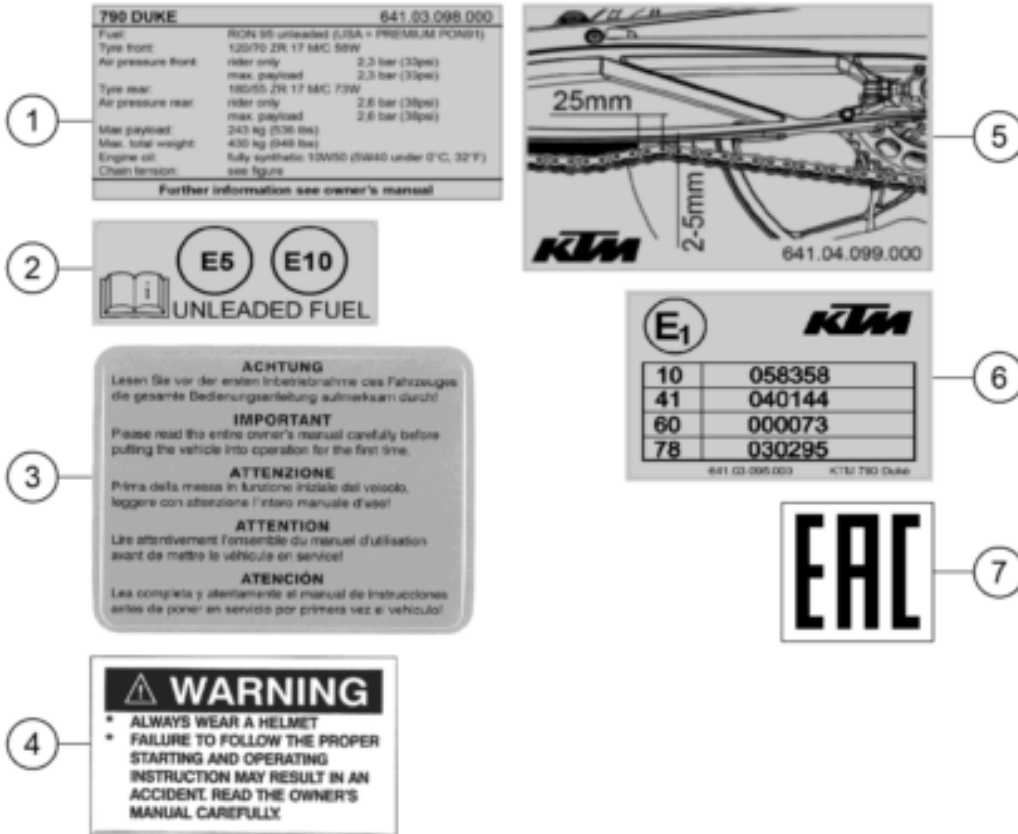 1
790 DUKE 641.03.098.000
Fuel: RON 95 unleaded (USA = PREMIUM PON91)
Tyre front: 120/70 ZR 17 M/C 58W
Air pressure front: rider only 2,3 bar (33psi)
max. payload 2,3 bar (33psi)
Tyre rear: 180/55 ZR 17 M/C 73W
Air pressure rear: rider only 2,6 bar (38psi)
max. payload 2,6 bar (38psi)
Max payload: 243 kg (536 lbs)
Max. total weight: 430 kg (948 lbs)
Engine oil: fully synthetic 10W50 (5W40 under 0°C, 32°F)
Chain tension: see figure
Further information see owner's manual
2
E5 E10
i
UNLEADED FUEL
3
ACHTUNG
Lesen Sie vor der ersten Inbetriebnahme des Fahrzeuges
die gesamte Bedienungsanleitung aufmerksam durch!
IMPORTANT
Please read the entire owner's manual carefully before
putting the vehicle into operation for the first time.
ATTENZIONE
Prima della messa in funzione iniziale del veicolo,
leggere con attenzione l'intero manuale d'uso!
ATTENTION
Lire attentivement l'ensemble du manuel d'utilisation
avant de mettre le véhicule en service!
ATENCIÓN
Lea completa y atentamente el manual de instrucciones
antes de poner en servicio por primera vez el vehículo!
4
WARNING
* ALWAYS WEAR A HELMET
* FAILURE TO FOLLOW THE PROPER
STARTING AND OPERATING
INSTRUCTION MAY RESULT IN AN
ACCIDENT. READ THE OWNER'S
MANUAL CAREFULLY.
5
25mm
2-5mm
KTM
641.04.099.000
6
E1 KTM
10 058358
41 040144
60 000073
78 030295
641.03.095.003 KTM 790 Duke
7
EAC